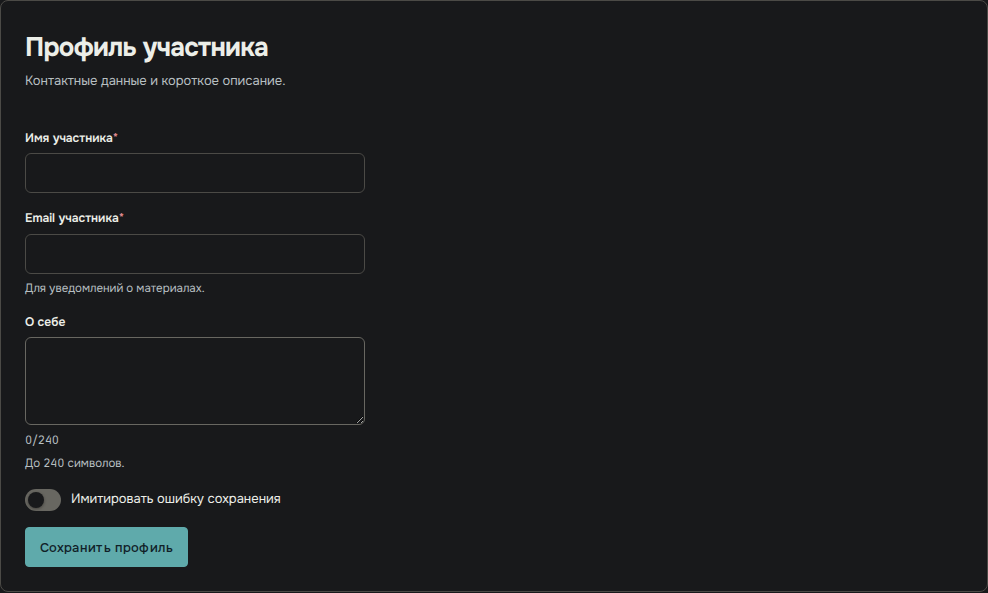 Профиль участника
Контактные данные и короткое описание.
Имя участника*
Email участника*
Для уведомлений о материалах.
О себе
0/240
До 240 символов.
Имитировать ошибку сохранения
Сохранить профиль